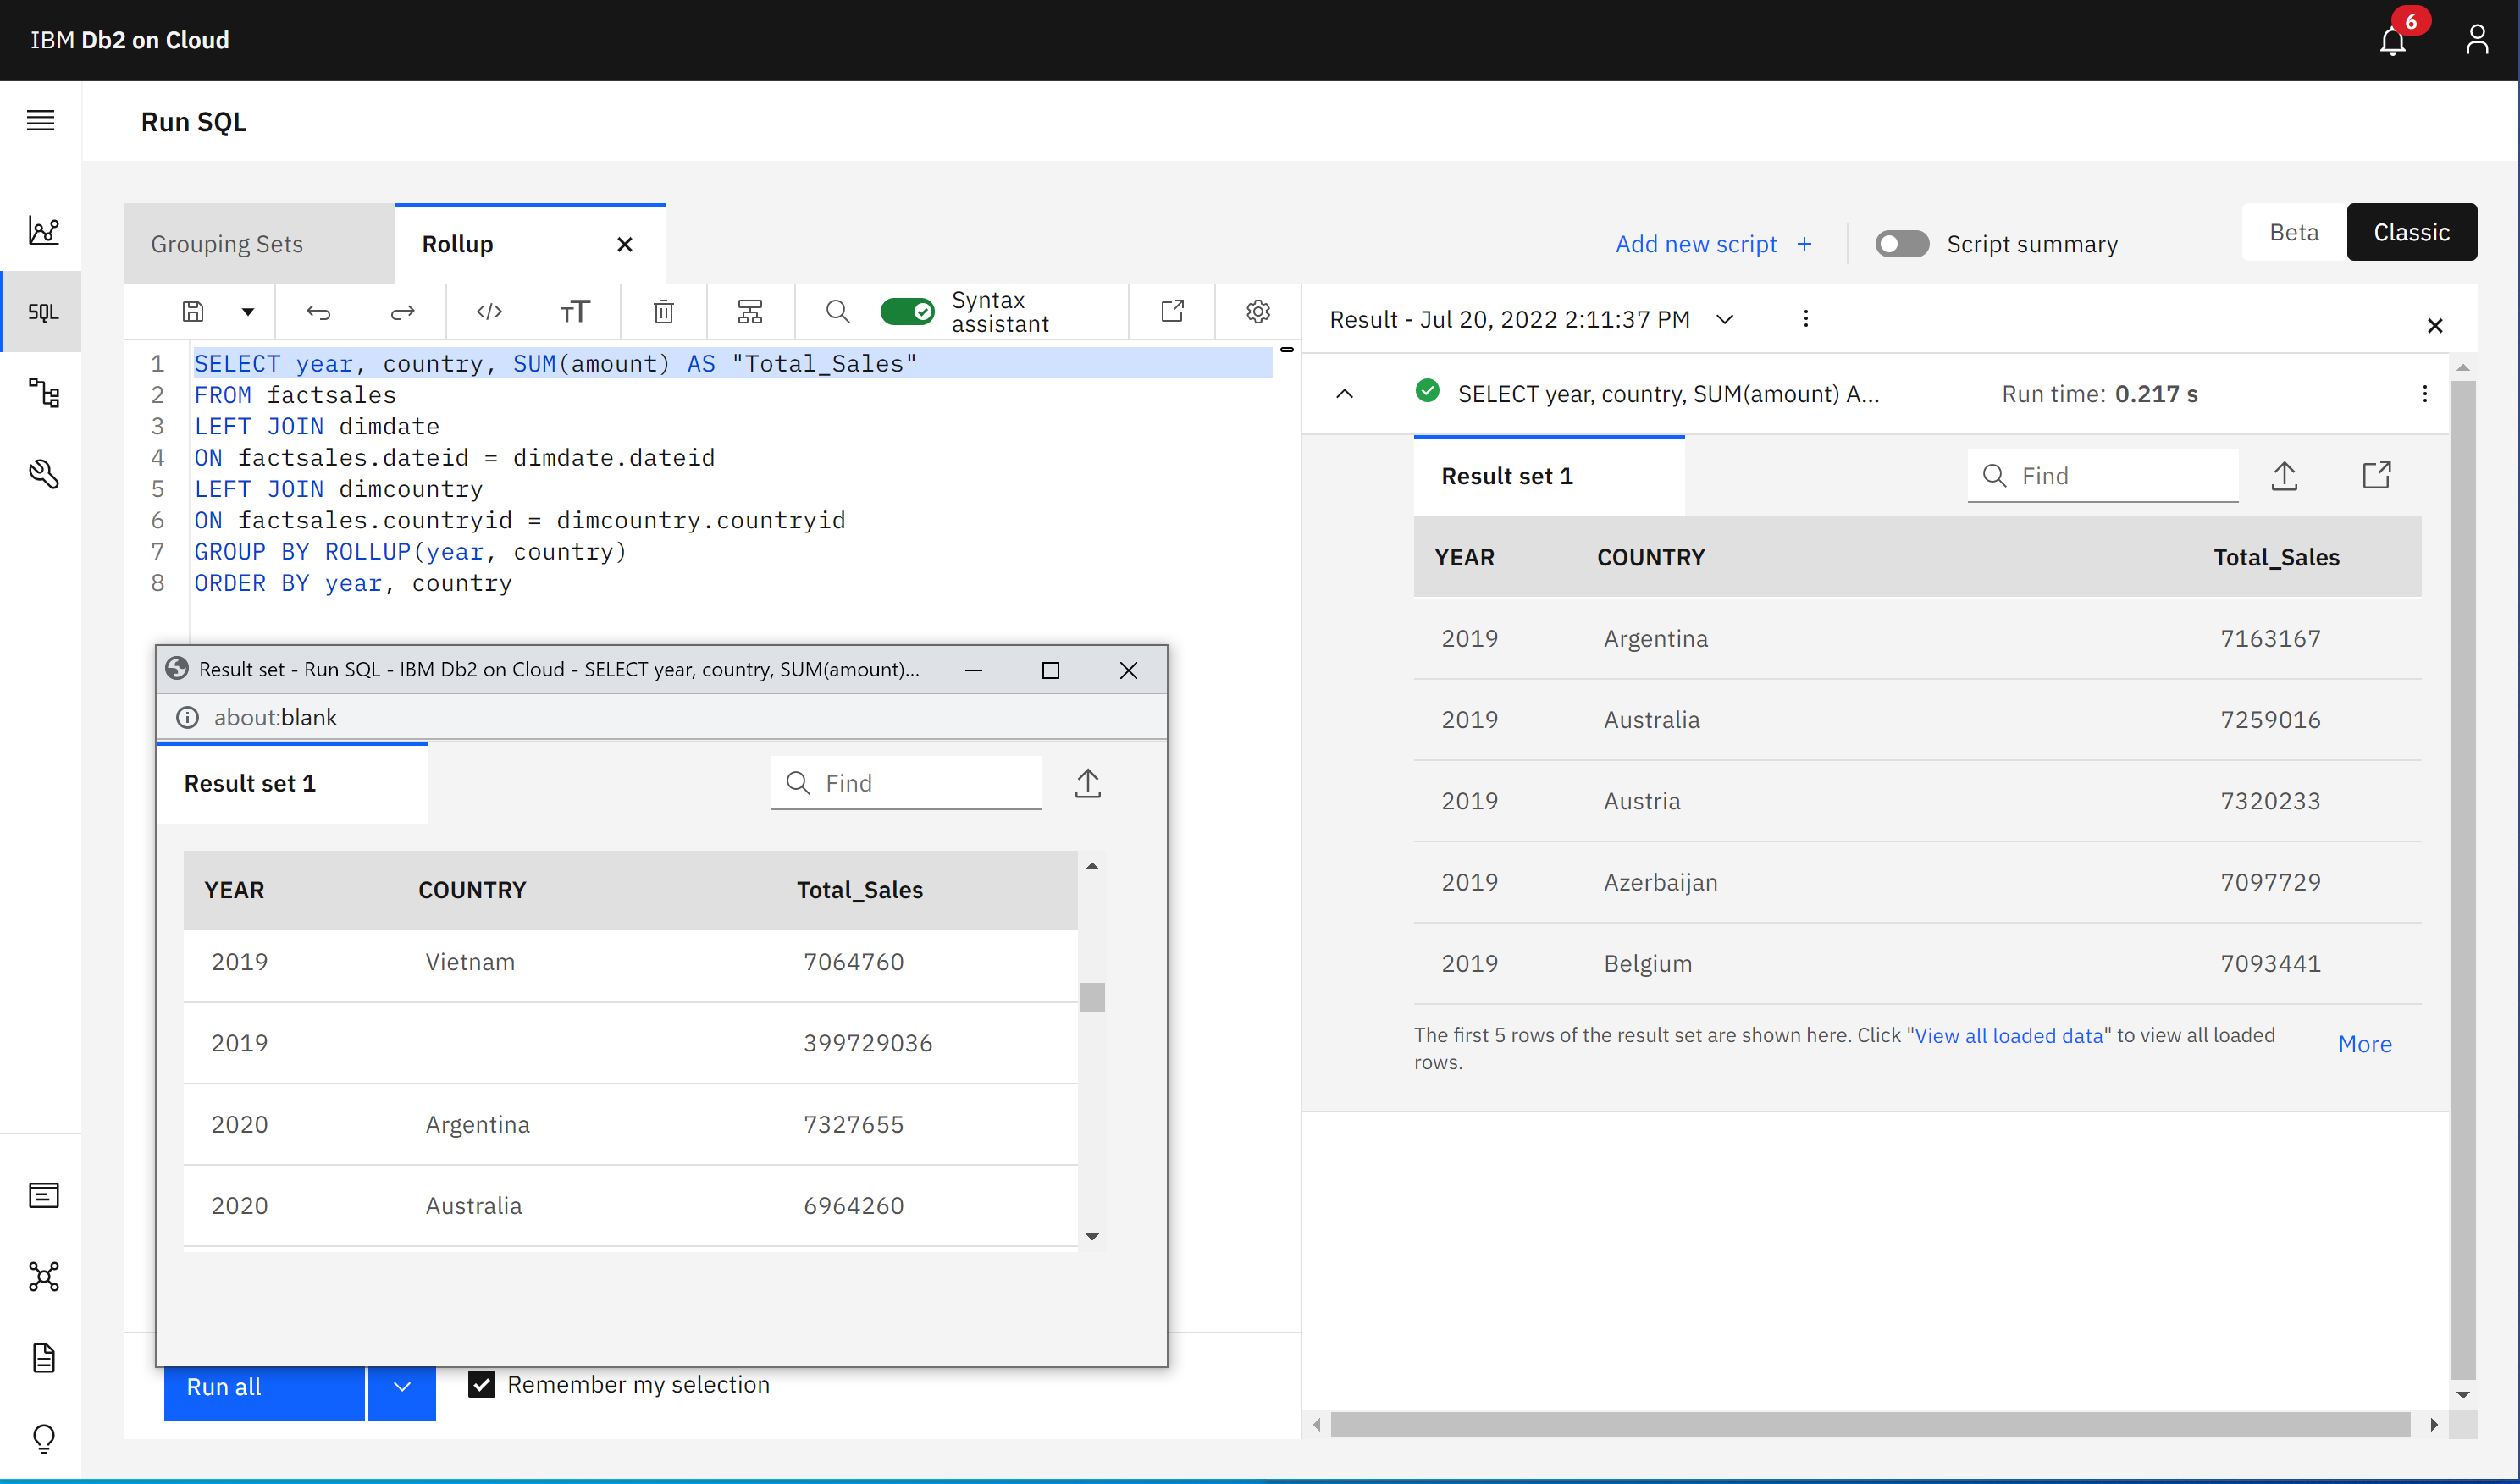 IBM Db2 on Cloud
6
Run SQL
SQL
Grouping Sets
Rollup
Add new script +
Script summary
Beta
Classic
Syntax
assistant
1 SELECT year, country, SUM(amount) AS "Total_Sales"
2 FROM factsales
3 LEFT JOIN dimdate
4 ON factsales.dateid = dimdate.dateid
5 LEFT JOIN dimcountry
6 ON factsales.countryid = dimcountry.countryid
7 GROUP BY ROLLUP(year, country)
8 ORDER BY year, country
Result set - Run SQL - IBM Db2 on Cloud - SELECT year, country, SUM(amount)...
about:blank
Result set 1
Find
YEAR COUNTRY Total_Sales
2019 Vietnam 7064760
2019 399729036
2020 Argentina 7327655
2020 Australia 6964260
Run all
Remember my selection
Result - Jul 20, 2022 2:11:37 PM
SELECT year, country, SUM(amount) A... Run time: 0.217 s
Result set 1
Find
YEAR COUNTRY Total_Sales
2019 Argentina 7163167
2019 Australia 7259016
2019 Austria 7320233
2019 Azerbaijan 7097729
2019 Belgium 7093441
The first 5 rows of the result set are shown here. Click "View all loaded data" to view all loaded
rows.
More